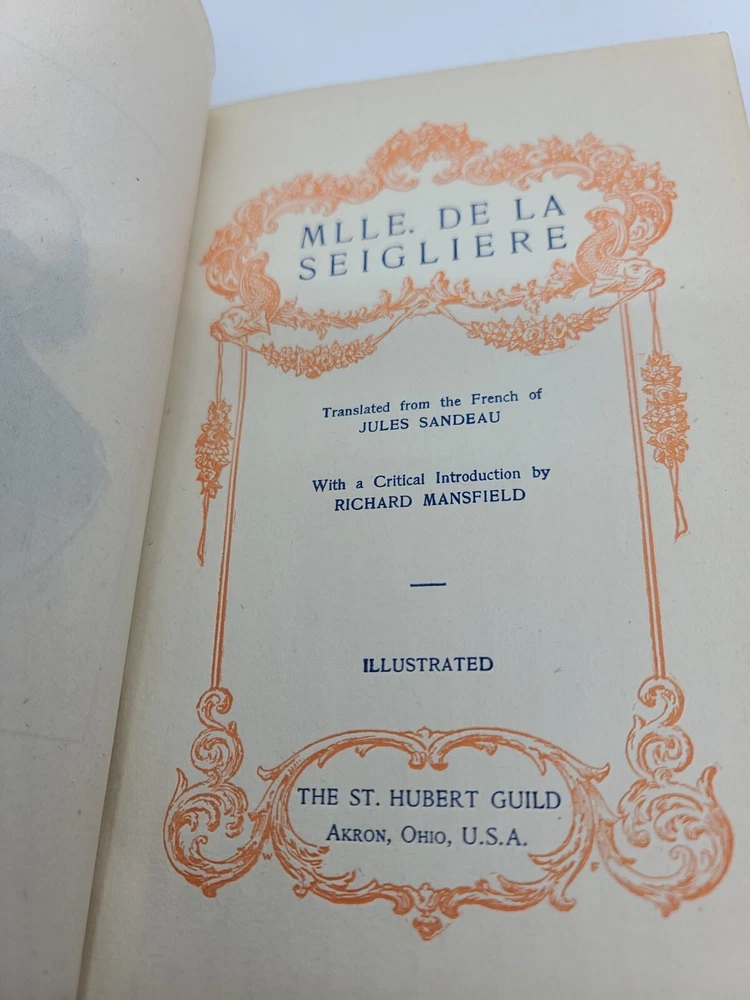 MLLE. DE LA
SEIGLIERE
Translated from the French of
JULES SANDEAU
With a Critical Introduction by
RICHARD MANSFIELD
ILLUSTRATED
THE ST. HUBERT GUILD
AKRON, OHIO, U.S.A.